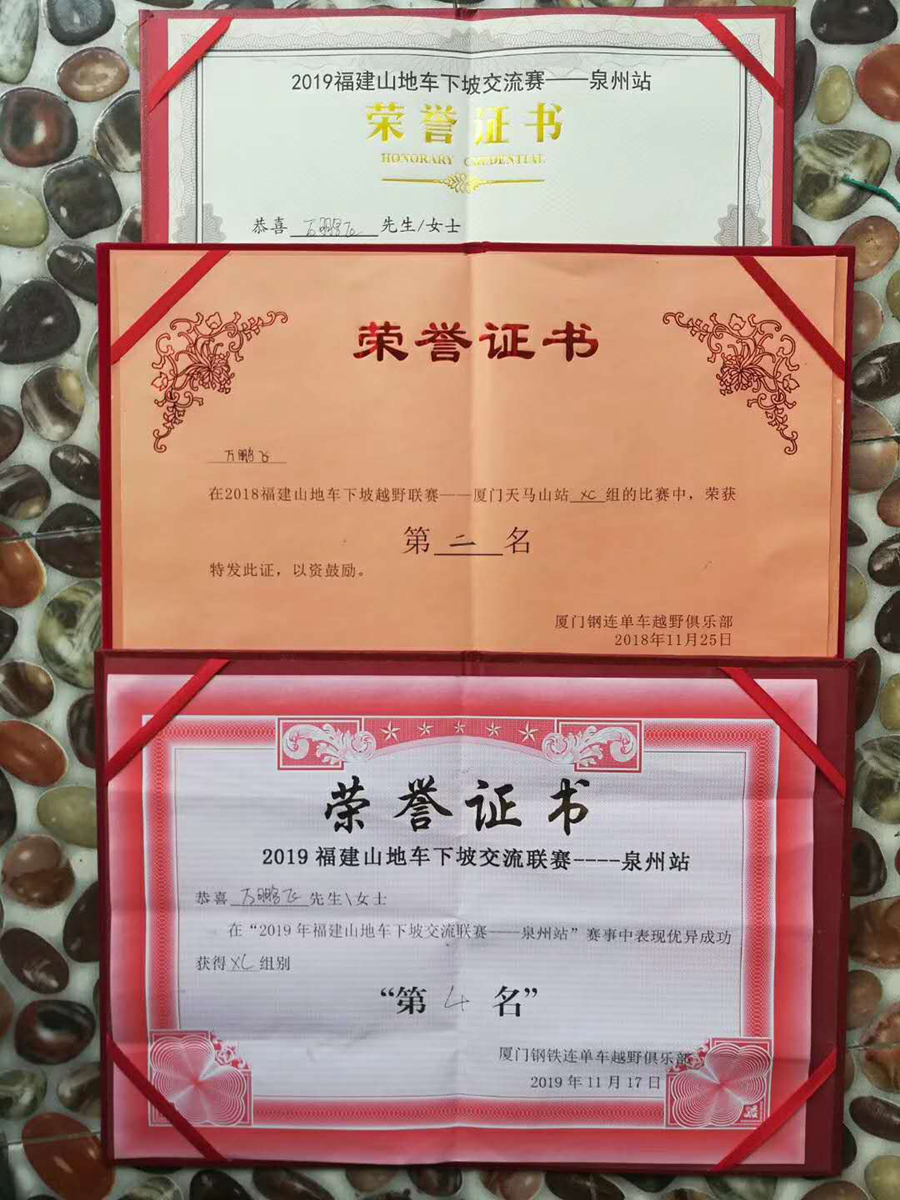 2019福建山地车下坡交流赛——泉州站
荣誉证书
HONORARY CREDENTIAL
恭喜 万鹏飞 先生/女士
荣誉证书
万鹏飞
在2018福建山地车下坡越野联赛——厦门天马山站 XC 组的比赛中，荣获
第 二 名
特发此证，以资鼓励。
厦门钢连单车越野俱乐部
2018年11月25日
荣誉证书
2019福建山地车下坡交流联赛----泉州站
恭喜 万鹏飞 先生\女士
在“2019年福建山地车下坡交流联赛——泉州站”赛事中表现优异成功
获得 XC 组别
“第 4 名”
厦门钢铁连单车越野俱乐部
2019年11月17日